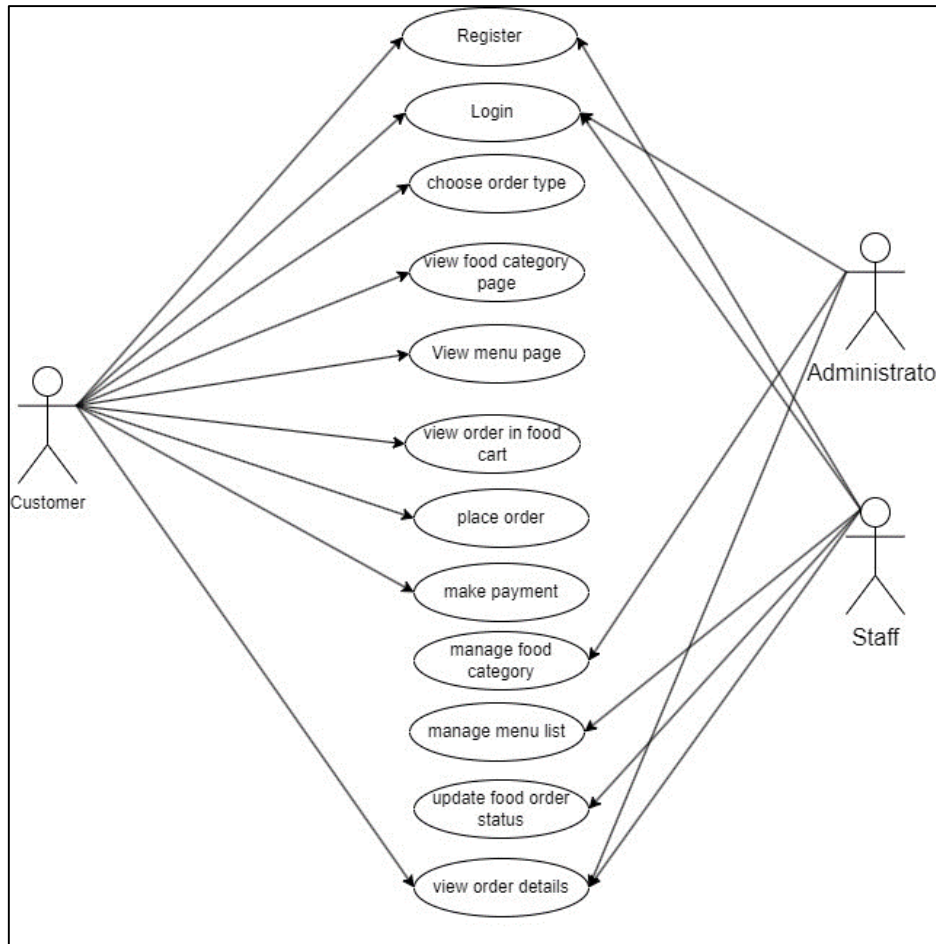 Register
Login
choose order type
view food category
page
View menu page
view order in food
cart
place order
make payment
manage food
category
manage menu list
update food order
status
view order details
Customer
Administrato
Staff